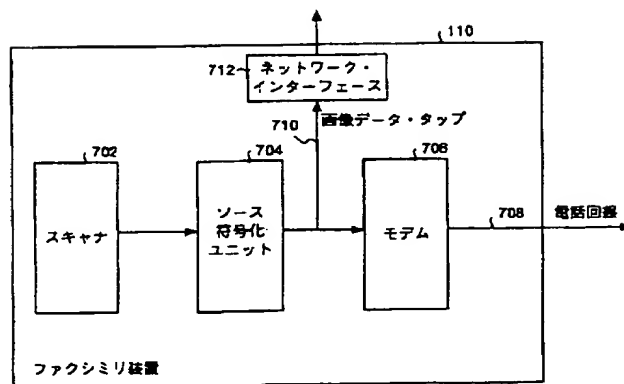 110
712
ネットワーク・
インターフェース
710
画像データ・タップ
702
704
706
スキャナ
ソース
符号化
ユニット
モデム
708
電話回線
ファクシミリ装置